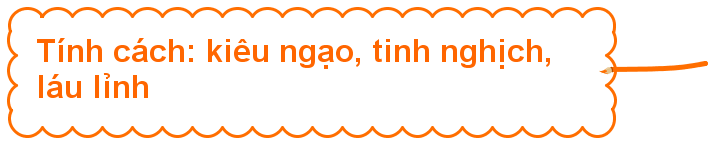 Tính cách: kiêu ngạo, tinh nghịch,
láu lỉnh